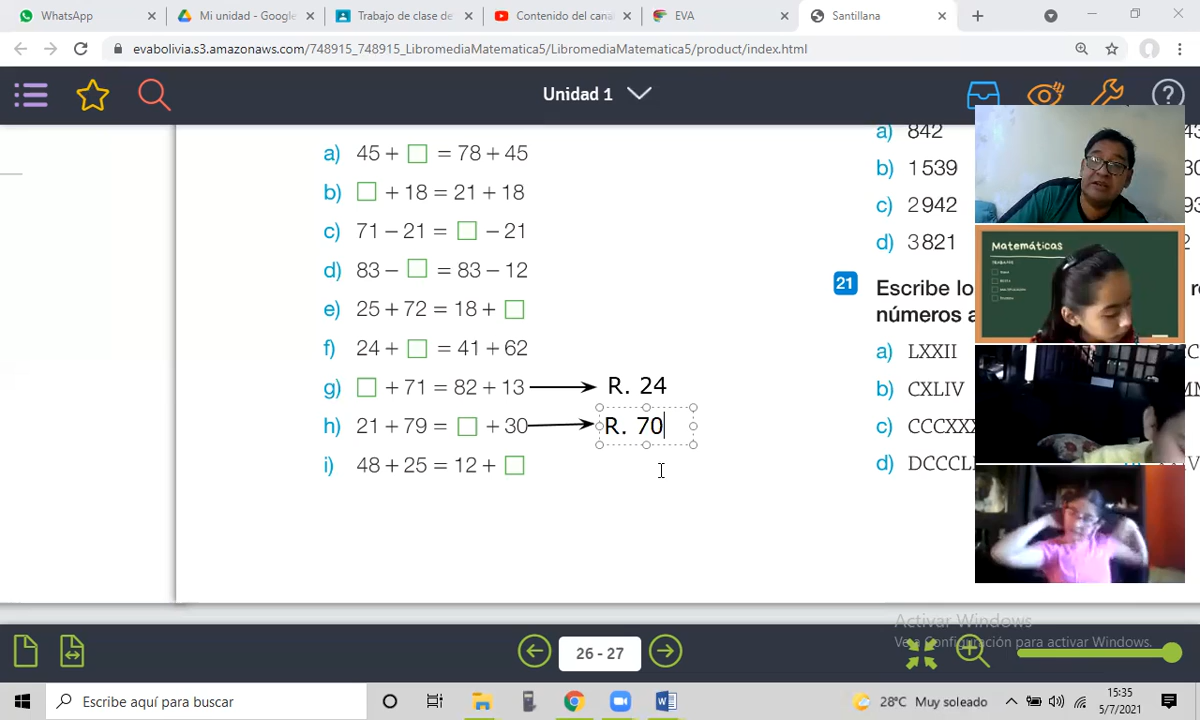 WhatsApp
Mi unidad - Google
Trabajo de clase de
Contenido del cana
EVA
Santillana
evabolivia.s3.amazonaws.com/748915_748915_LibromediaMatematica5/LibromediaMatematica5/product/index.html
Unidad 1
a) 45 + □ = 78 + 45
b) □ + 18 = 21 + 18
c) 71 − 21 = □ − 21
d) 83 − □ = 83 − 12
e) 25 + 72 = 18 + □
f) 24 + □ = 41 + 62
g) □ + 71 = 82 + 13 R. 24
h) 21 + 79 = □ + 30 R. 70
i) 48 + 25 = 12 + □
a) 842
b) 1 539
c) 2 942
d) 3 821
21 Escribe lo
números a
a) LXXII
b) CXLIV
c) CCCXXX
d) DCCCL
Matemáticas
Activar Windows
Ve a Configuración para activar Windows.
26 - 27
Escribe aquí para buscar
28°C Muy soleado
15:35
5/7/2021